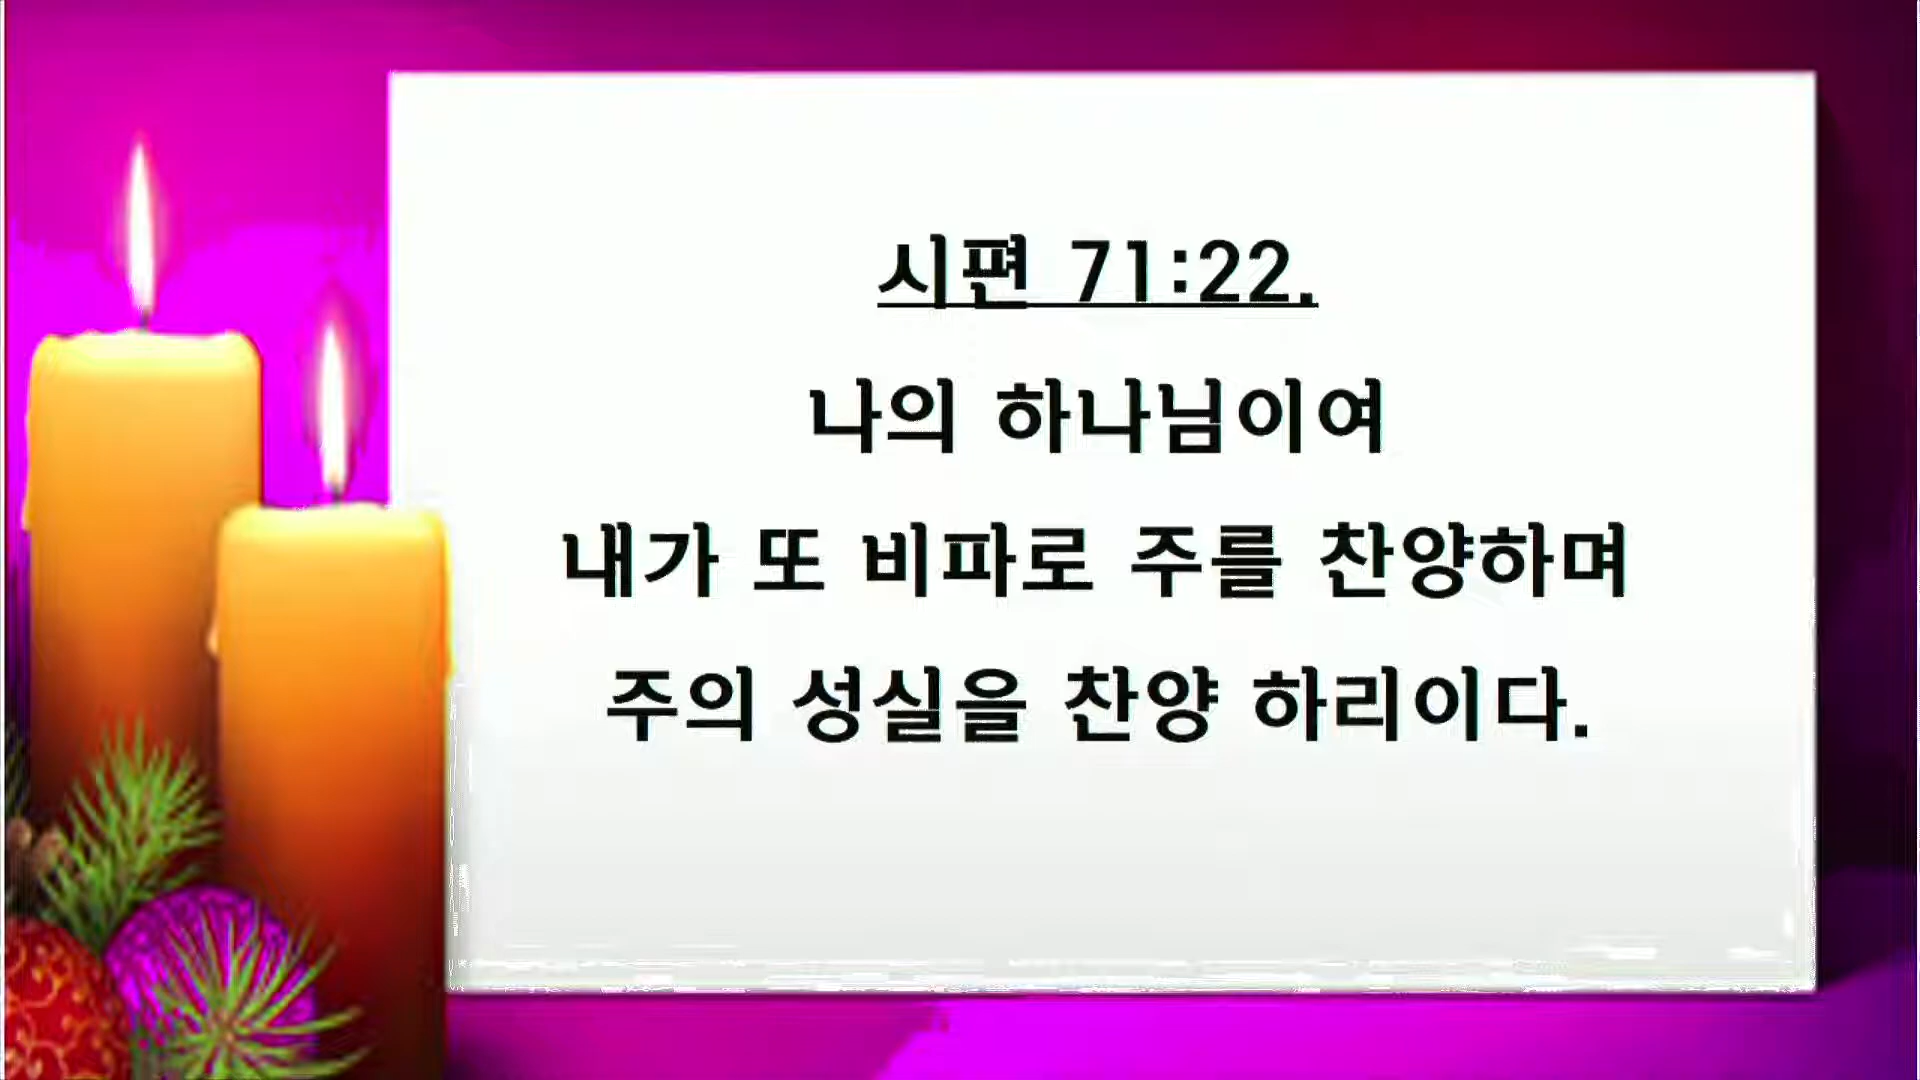 시편 71:22.
나의 하나님이여
내가 또 비파로 주를 찬양하며
주의 성실을 찬양 하리이다.